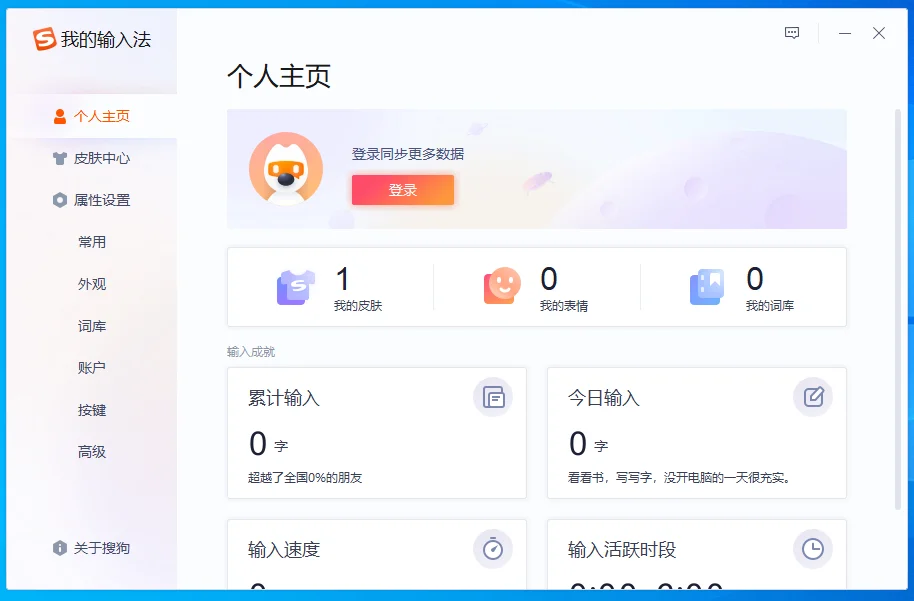 我的输入法
个人主页
皮肤中心
属性设置
常用
外观
词库
账户
按键
高级
关于搜狗
个人主页
登录同步更多数据
登录
1
我的皮肤
0
我的表情
0
我的词库
输入成就
累计输入
0 字
超越了全国0%的朋友
今日输入
0 字
看看书，写写字，没开电脑的一天很充实。
输入速度
输入活跃时段